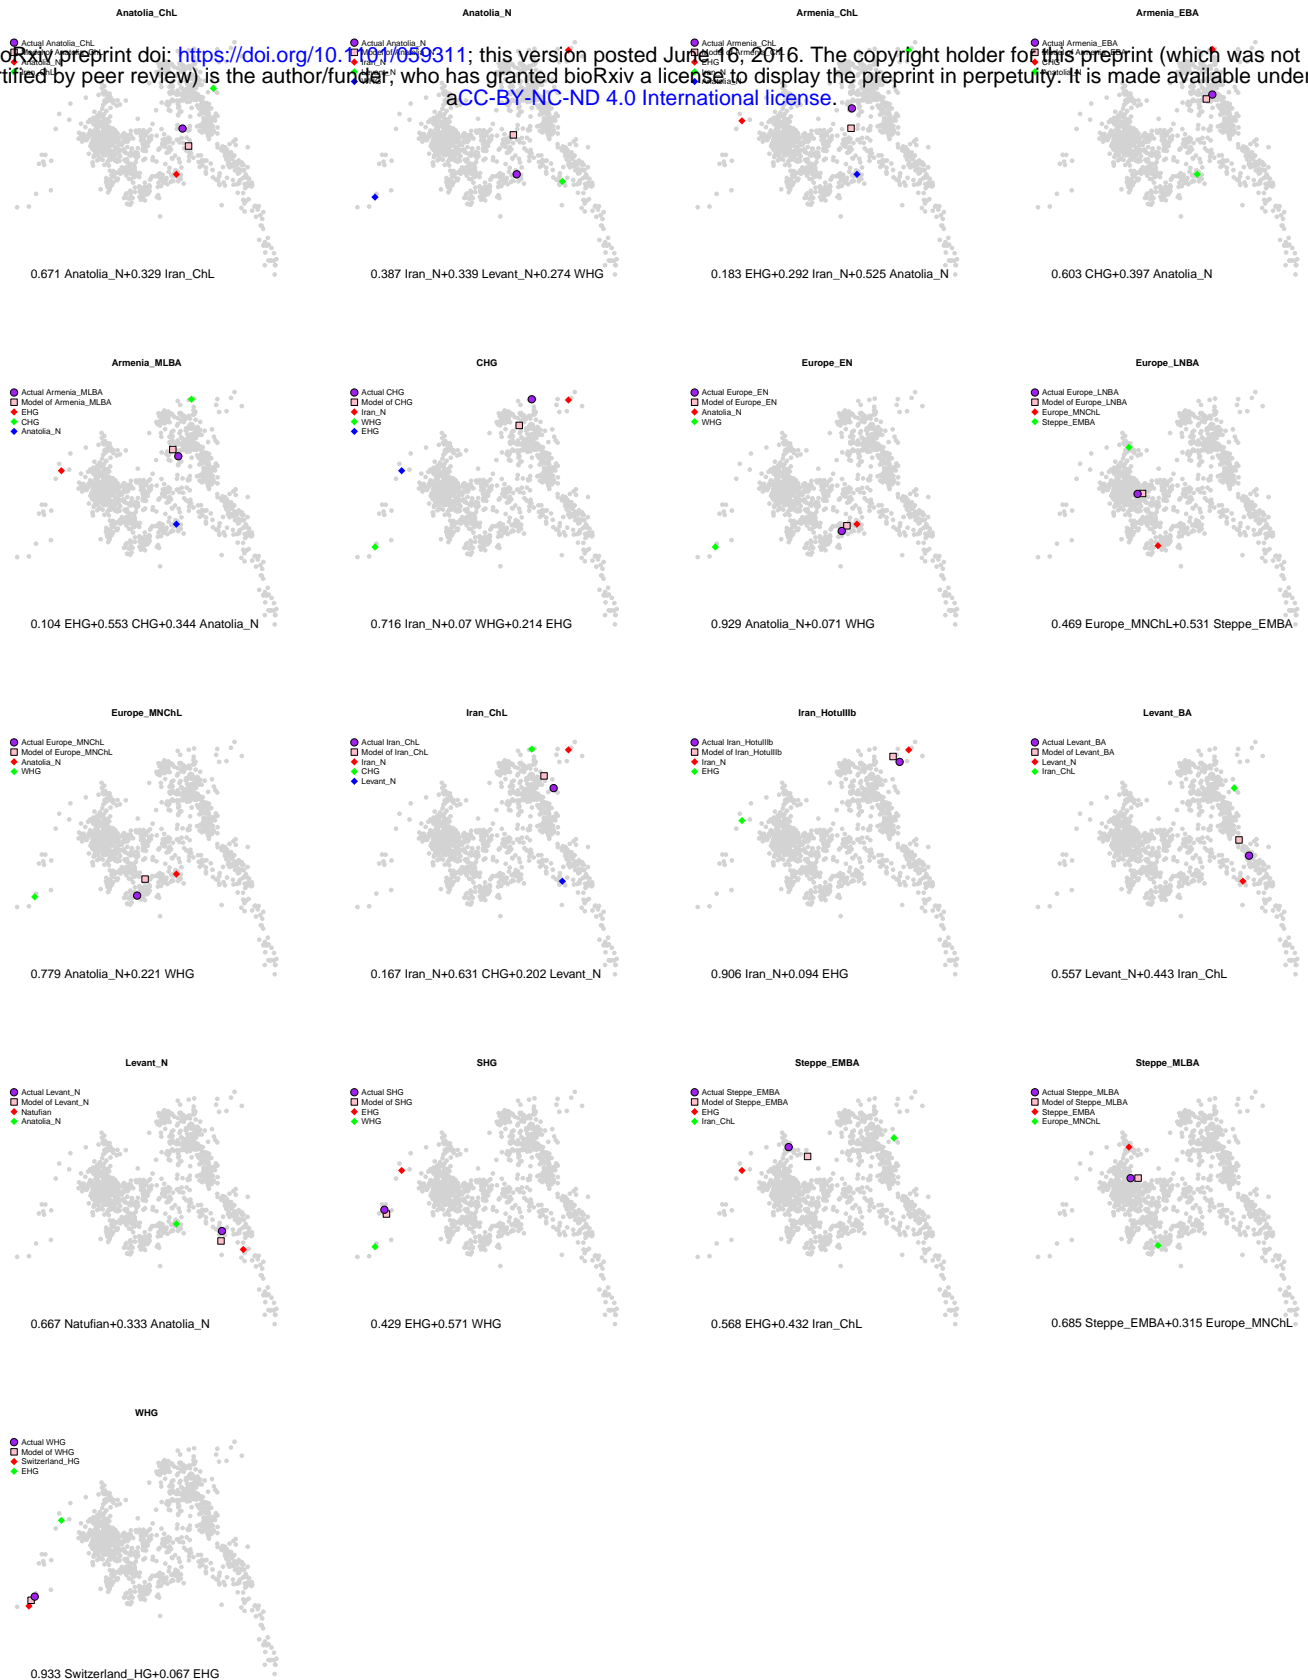 Anatolia_ChL
Anatolia_N
Armenia_ChL
Armenia_EBA
Actual Anatolia_ChL
Actual Anatolia_N
Actual Armenia_ChL
Actual Armenia_EBA
preprint doi: https://doi.org/10.1101/059311; this version posted June 16, 2016. The copyright holder for this preprint (which was not
by peer review) is the author/funder, who has granted bioRxiv a license to display the preprint in perpetuity. It is made available under
aCC-BY-NC-ND 4.0 International license.
0.671 Anatolia_N+0.329 Iran_ChL
0.387 Iran_N+0.339 Levant_N+0.274 WHG
0.183 EHG+0.292 Iran_N+0.525 Anatolia_N
0.603 CHG+0.397 Anatolia_N
Armenia_MLBA
Actual Armenia_MLBA
Model of Armenia_MLBA
EHG
CHG
Anatolia_N
0.104 EHG+0.553 CHG+0.344 Anatolia_N
CHG
Actual CHG
Model of CHG
Iran_N
WHG
EHG
0.716 Iran_N+0.07 WHG+0.214 EHG
Europe_EN
Actual Europe_EN
Model of Europe_EN
Anatolia_N
WHG
0.929 Anatolia_N+0.071 WHG
Europe_LNBA
Actual Europe_LNBA
Model of Europe_LNBA
Europe_MNChL
Steppe_EMBA
0.469 Europe_MNChL+0.531 Steppe_EMBA
Europe_MNChL
Actual Europe_MNChL
Model of Europe_MNChL
Anatolia_N
WHG
0.779 Anatolia_N+0.221 WHG
Iran_ChL
Actual Iran_ChL
Model of Iran_ChL
Iran_N
CHG
Levant_N
0.167 Iran_N+0.631 CHG+0.202 Levant_N
Iran_HotuIIIb
Actual Iran_HotuIIIb
Model of Iran_HotuIIIb
Iran_N
EHG
0.906 Iran_N+0.094 EHG
Levant_BA
Actual Levant_BA
Model of Levant_BA
Levant_N
Iran_ChL
0.557 Levant_N+0.443 Iran_ChL
Levant_N
Actual Levant_N
Model of Levant_N
Natufian
Anatolia_N
0.667 Natufian+0.333 Anatolia_N
SHG
Actual SHG
Model of SHG
EHG
WHG
0.429 EHG+0.571 WHG
Steppe_EMBA
Actual Steppe_EMBA
Model of Steppe_EMBA
EHG
Iran_ChL
0.568 EHG+0.432 Iran_ChL
Steppe_MLBA
Actual Steppe_MLBA
Model of Steppe_MLBA
Steppe_EMBA
Europe_MNChL
0.685 Steppe_EMBA+0.315 Europe_MNChL
WHG
Actual WHG
Model of WHG
Switzerland_HG
EHG
0.933 Switzerland_HG+0.067 EHG